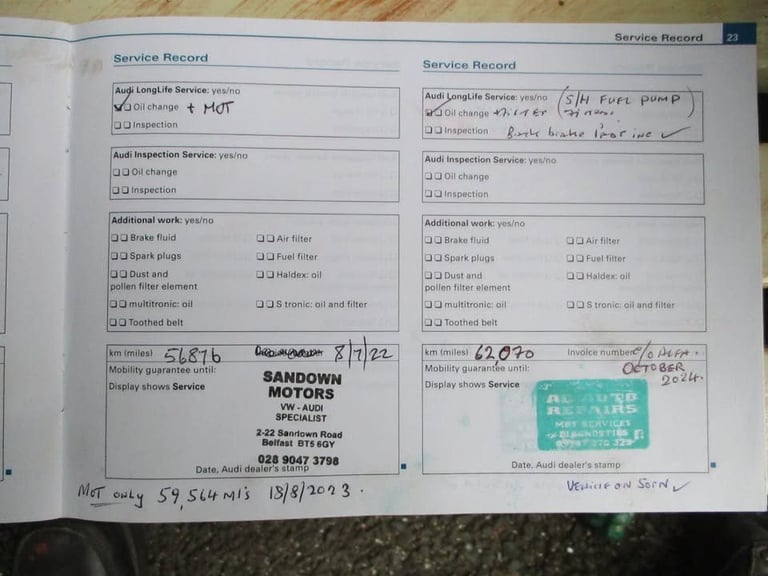 Service Record 23
Service Record
Audi LongLife Service: yes/no
Oil change + MOT
Inspection
Audi Inspection Service: yes/no
Oil change
Inspection
Additional work: yes/no
Brake fluid Air filter
Spark plugs Fuel filter
Dust and Haldex: oil
pollen filter element
multitronic: oil S tronic: oil and filter
Toothed belt
km (miles) 56876 8/7/22
Mobility guarantee until:
Display shows Service
SANDOWN
MOTORS
VW - AUDI
SPECIALIST
2-22 Sandown Road
Belfast BT5 6GY
028 9047 3798
Date, Audi dealer's stamp
MOT only 59,564 MI's 18/8/2023.
Service Record
Audi LongLife Service: yes/no (S/H FUEL PUMP
Oil change + FILTER
Inspection brake
Audi Inspection Service: yes/no
Oil change
Inspection
Additional work: yes/no
Brake fluid Air filter
Spark plugs Fuel filter
Dust and Haldex: oil
pollen filter element
multitronic: oil S tronic: oil and filter
Toothed belt
km (miles) 62,070 Invoice number
Mobility guarantee until: OCTOBER
2024.
Display shows Service
AUTO
REPAIRS
MOT SERVICES
DIAGNOSTICS
Date, Audi dealer's stamp
VEHICLE ON SORN ✓